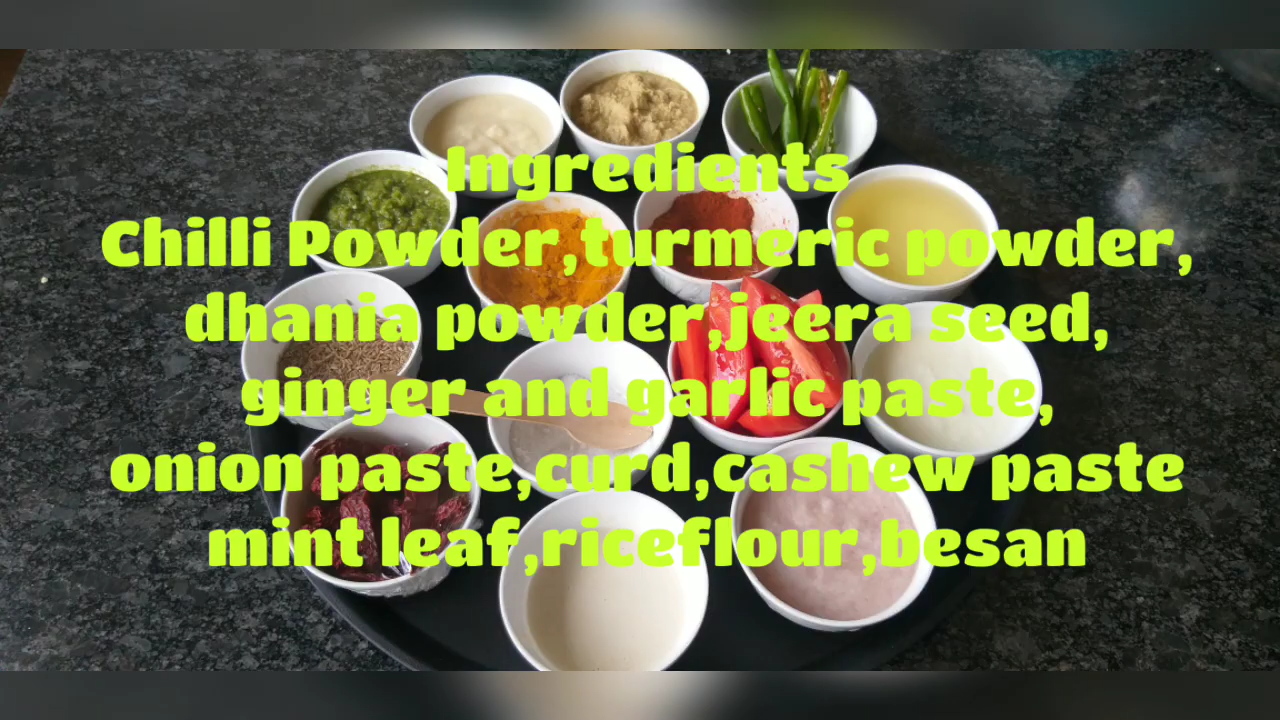 Ingredients
Chilli Powder,turmeric powder,
dhania powder,jeera seed,
ginger and garlic paste,
onion paste,curd,cashew paste
mint leaf,riceflour,besan